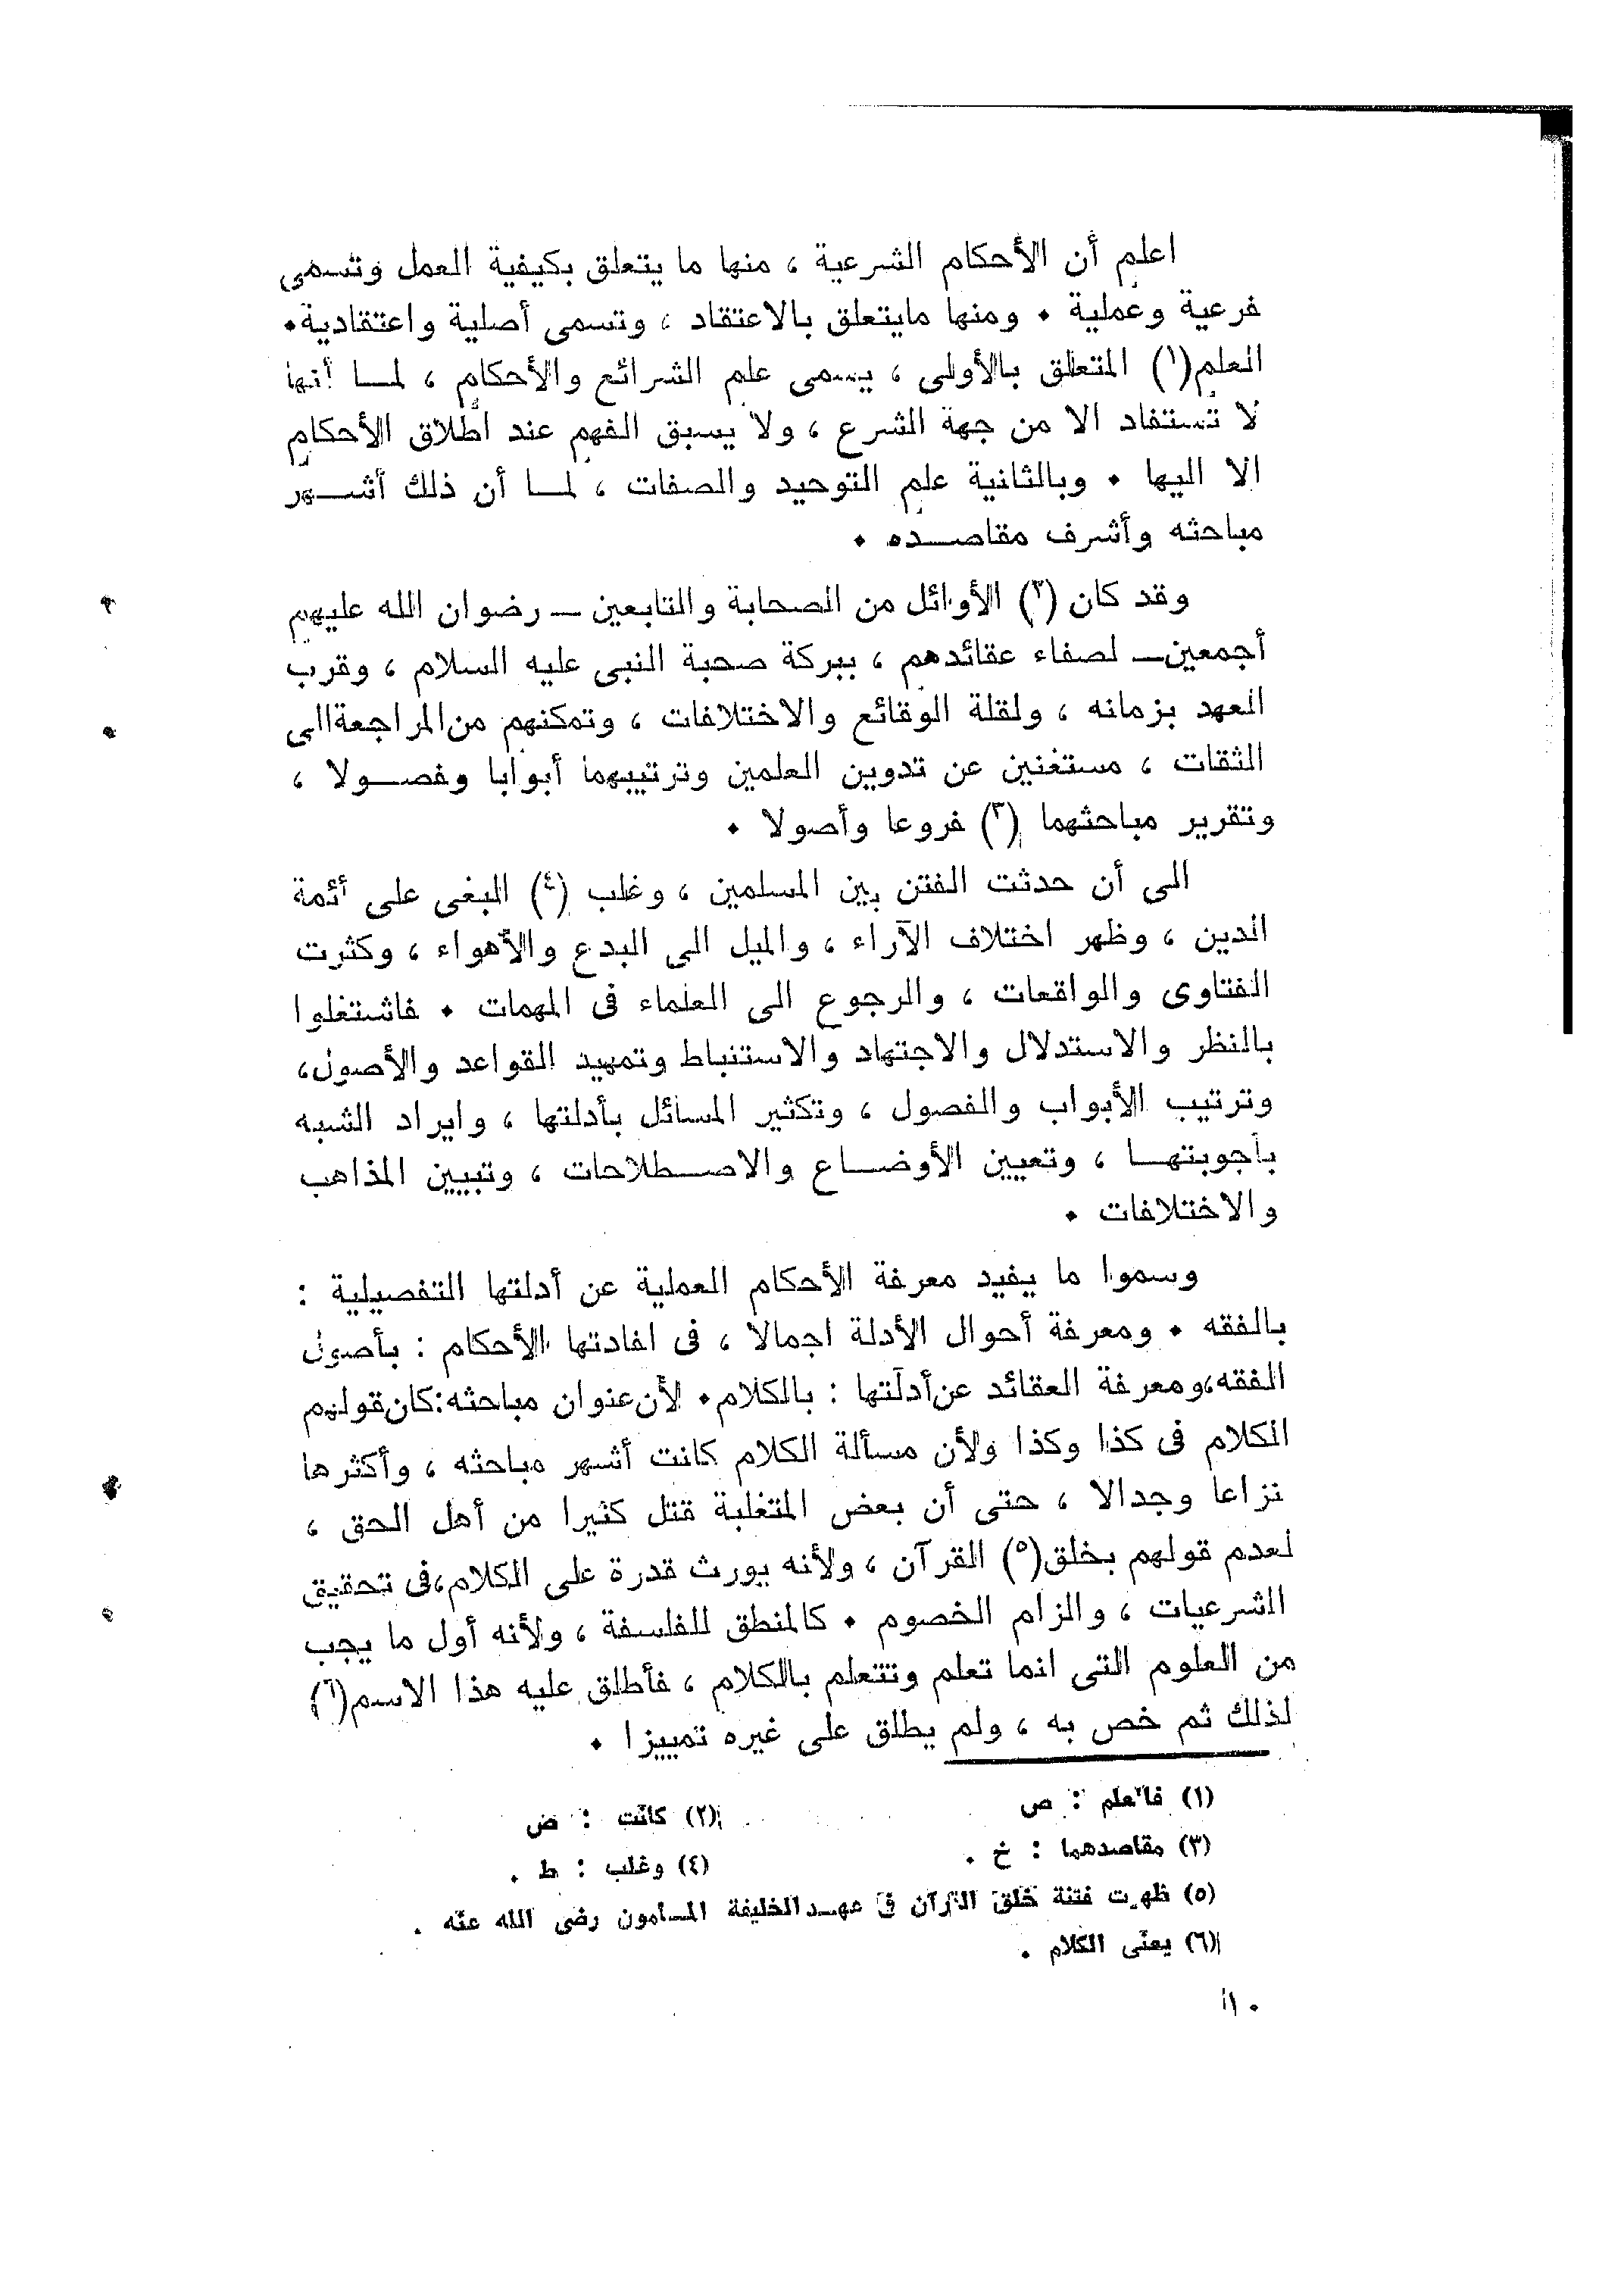 اعلم أن الأحكام الشرعية ، منها ما يتعلق بكيفية العمل وتسمى
فرعية وعملية ٠ ومنها مايتعلق بالاعتقاد ، وتسمى أصلية واعتقادية٠
العلم(١) المتعلق بالأولى ، يسمى علم الشرائع والأحكام ، لما أنها
لا تستفاد الا من جهة الشرع ، ولا يسبق الفهم عند اطلاق الأحكام
الا اليها ٠ وبالثانية علم التوحيد والصفات ، لما أن ذلك أشهر
مباحثه وأشرف مقاصده ٠
وقد كان (٢) الأوائل من الصحابة والتابعين — رضوان الله عليهم
أجمعين— لصفاء عقائدهم ، ببركة صحبة النبى عليه السلام ، وقرب
العهد بزمانه ، ولقلة الوقائع والاختلافات ، وتمكنهم من المراجعة الى
الثقات ، مستغنين عن تدوين العلمين وترتيبهما أبوابا وفصولا ،
وتقرير مباحثهما (٣) فروعا وأصولا ٠
الى أن حدثت الفتن بين المسلمين ، وغلب (٤) البغى على أئمة
الدين ، وظهر اختلاف الآراء ، والميل الى البدع والأهواء ، وكثرت
الفتاوى والواقعات ، والرجوع الى العلماء فى المهمات ٠ فاشتغلوا
بالنظر والاستدلال والاجتهاد والاستنباط وتمهيد القواعد والأصول،
وترتيب الأبواب والفصول ، وتكثير المسائل بأدلتها ، وايراد الشبه
بأجوبتها ، وتعيين الأوضاع والاصطلاحات ، وتبيين المذاهب
والاختلافات ٠
وسموا ما يفيد معرفة الأحكام العملية عن أدلتها التفصيلية :
بالفقه ٠ ومعرفة أحوال الأدلة اجمالا ، فى افادتها الأحكام : بأصول
الفقه،ومعرفة العقائد عن أدلتها : بالكلام٠ لأن عنوان مباحثه:كان قولهم
الكلام فى كذا وكذا ولأن مسألة الكلام كانت أشهر مباحثه ، وأكثرها
نزاعا وجدالا ، حتى أن بعض المتغلبة قتل كثيرا من أهل الحق ،
لعدم قولهم بخلق(٥) القرآن ، ولأنه يورث قدرة على الكلام،فى تحقيق
الشرعيات ، والزام الخصوم ٠ كالمنطق للفلسفة ، ولأنه أول ما يجب
من العلوم التى انما تعلم وتتعلم بالكلام ، فأطلق عليه هذا الاسم(٦)
لذلك ثم خص به ، ولم يطلق على غيره تمييزا ٠
(١) فالعلم : ص
(٢) كانت : ض
(٣) مقاصدهما : خ .
(٤) وغلب : ط .
(٥) ظهرت فتنة خلق القرآن فى عهد الخليفة المأمون رضى الله عنه .
(٦) يعنى الكلام .
١٠